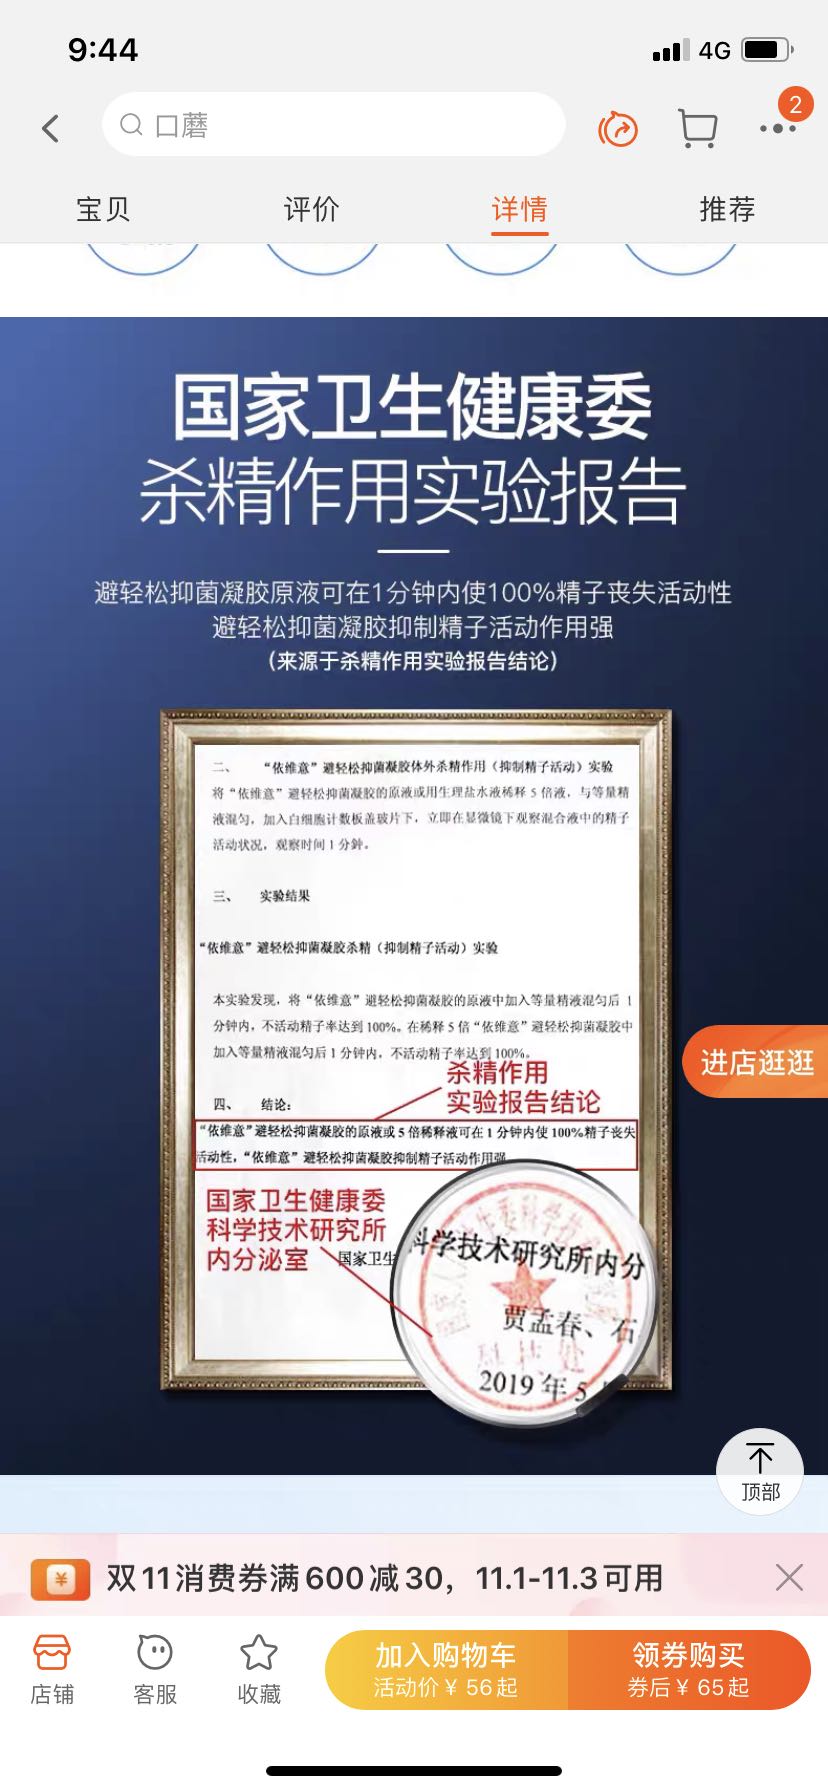 9:44
4G
口蘑
2
宝贝
评价
详情
推荐
国家卫生健康委
杀精作用实验报告
避轻松抑菌凝胶原液可在1分钟内使100%精子丧失活动性
避轻松抑菌凝胶抑制精子活动作用强
(来源于杀精作用实验报告结论)
二、 “依维意”避轻松抑菌凝胶体外杀精作用（抑制精子活动）实验
将“依维意”避轻松抑菌凝胶的原液或用生理盐水液稀释 5 倍液，与等量精
液混匀，加入白细胞计数板盖玻片下，立即在显微镜下观察混合液中的精子
活动状况，观察时间 1 分鈡。
三、 实验结果
“依维意”避轻松抑菌凝胶杀精（抑制精子活动）实验
本实验发现，将“依维意”避轻松抑菌凝胶的原液中加入等量精液混匀后 1
分钟内，不活动精子率达到 100%。在稀释 5 倍“依维意”避轻松抑菌凝胶中
加入等量精液混匀后 1 分钟内，不活动精子率达到 100%。
杀精作用
实验报告结论
四、 结论：
“依维意”避轻松抑菌凝胶的原液或 5 倍稀释液可在 1 分钟内使 100%精子丧失
活动性，“依维意”避轻松抑菌凝胶抑制精子活动作用强
国家卫生健康委
科学技术研究所
内分泌室
国家卫生
科学技术研究所内分
贾孟春、石
2019 年 5
进店逛逛
顶部
双11消费券满600减30，11.1-11.3可用
店铺
客服
收藏
加入购物车
活动价 ¥ 56起
领券购买
券后 ¥ 65起